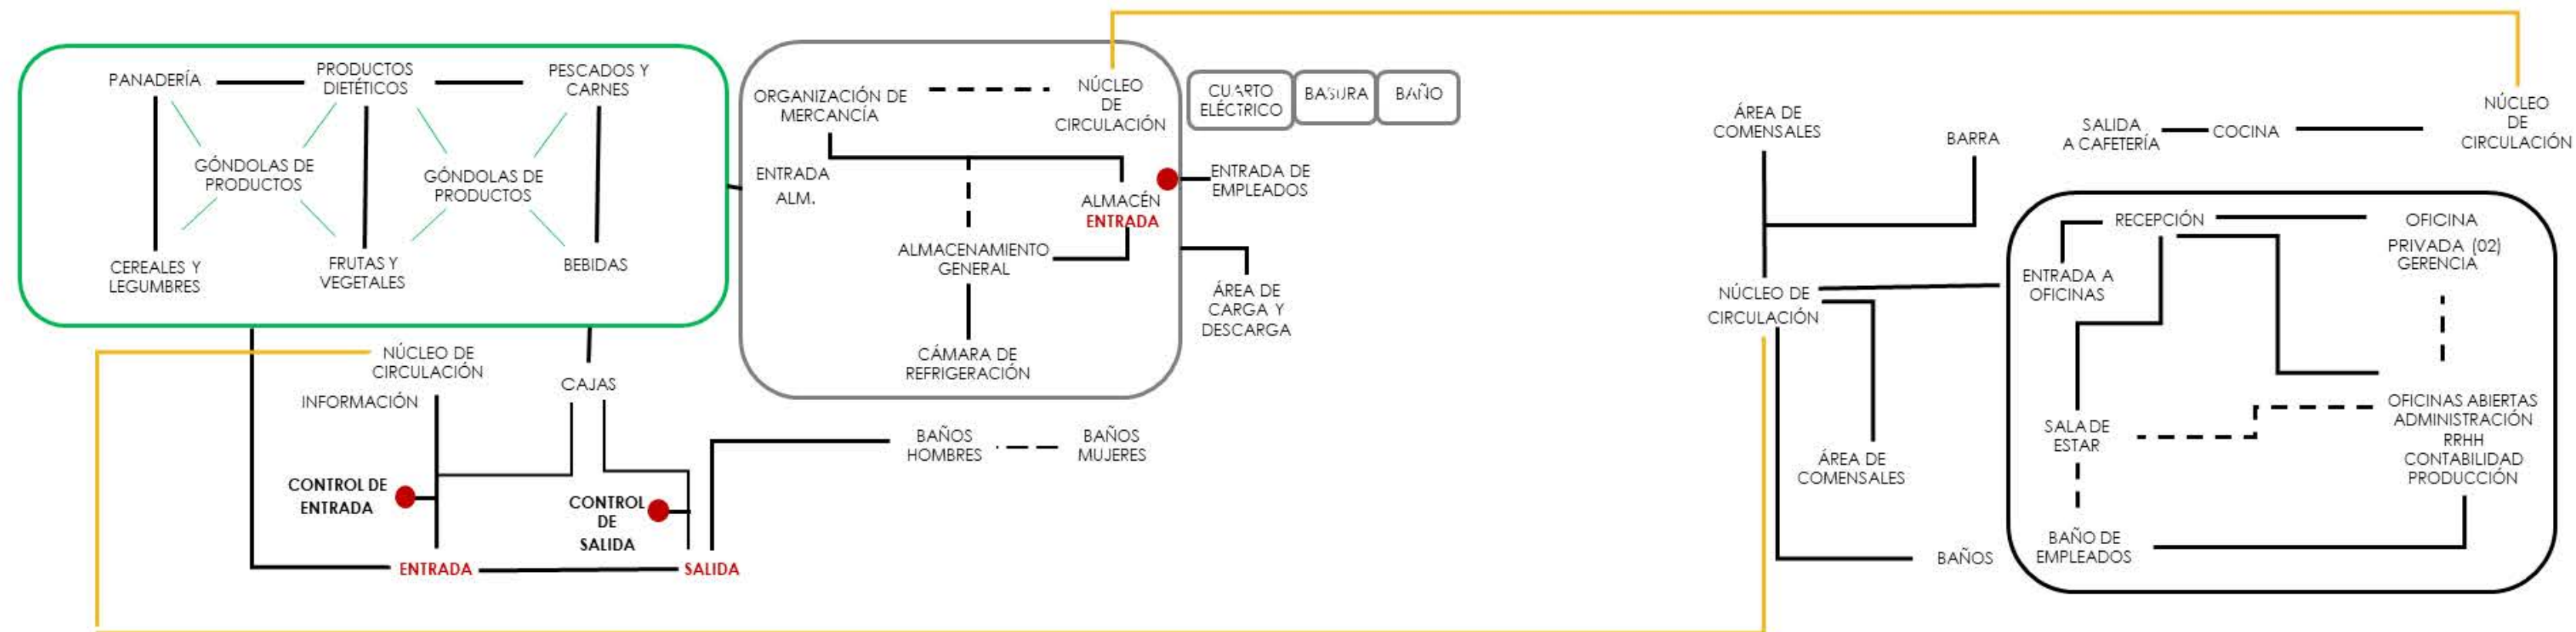 PANADERÍA
PRODUCTOS
DIETÉTICOS
PESCADOS Y
CARNES
GÓNDOLAS DE
PRODUCTOS
GÓNDOLAS DE
PRODUCTOS
CEREALES Y
LEGUMBRES
FRUTAS Y
VEGETALES
BEBIDAS
NÚCLEO DE
CIRCULACIÓN
INFORMACIÓN
CAJAS
CONTROL DE
ENTRADA
CONTROL
DE
SALIDA
ENTRADA
SALIDA
BAÑOS
HOMBRES
BAÑOS
MUJERES
ORGANIZACIÓN DE
MERCANCÍA
NÚCLEO
DE
CIRCULACIÓN
ENTRADA
ALM.
ALMACÉN
ENTRADA
ALMACENAMIENTO
GENERAL
CÁMARA DE
REFRIGERACIÓN
CUARTO
ELÉCTRICO
BASURA
BAÑO
ENTRADA DE
EMPLEADOS
ÁREA DE
CARGA Y
DESCARGA
ÁREA DE
COMENSALES
BARRA
SALIDA
A CAFETERÍA
COCINA
NÚCLEO
DE
CIRCULACIÓN
NÚCLEO DE
CIRCULACIÓN
ÁREA DE
COMENSALES
BAÑOS
RECEPCIÓN
OFICINA
PRIVADA (02)
GERENCIA
ENTRADA A
OFICINAS
SALA DE
ESTAR
OFICINAS ABIERTAS
ADMINISTRACIÓN
RRHH
CONTABILIDAD
PRODUCCIÓN
BAÑO DE
EMPLEADOS